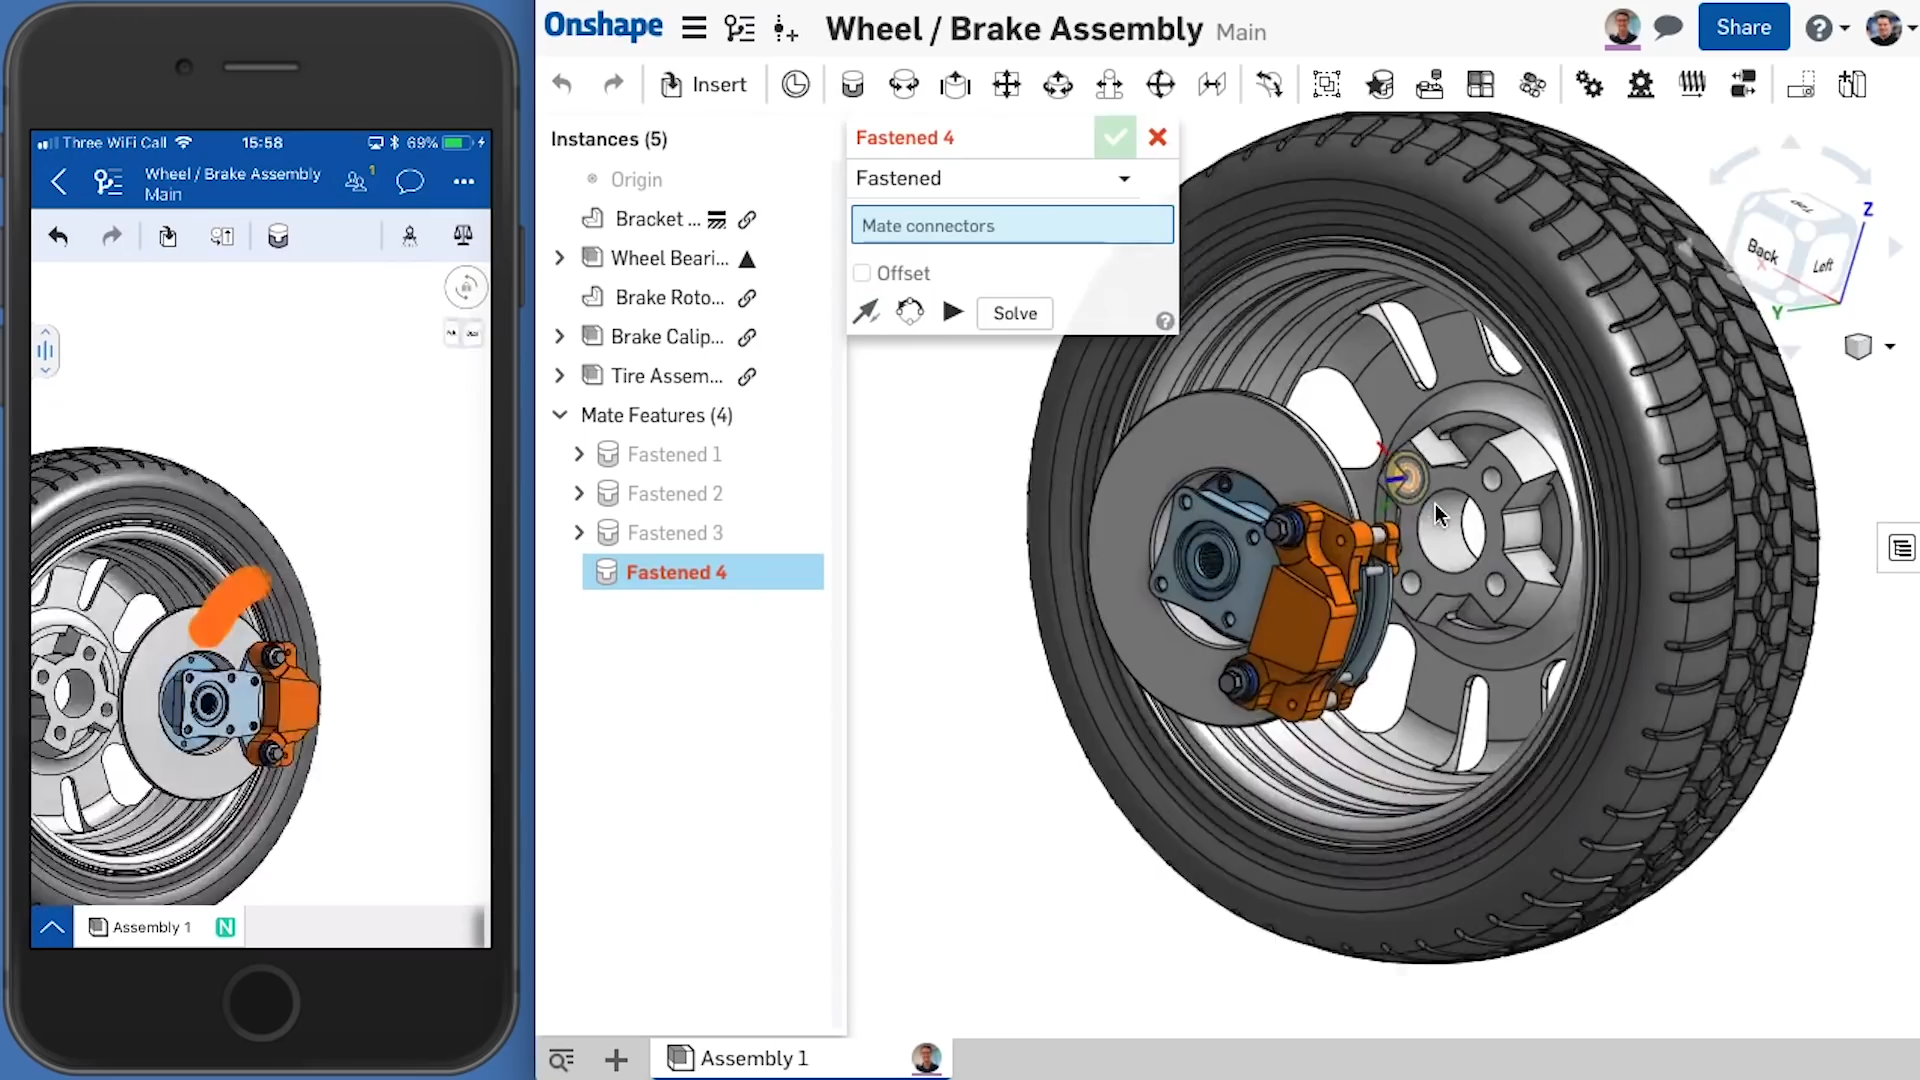 Three WiFi Call 15:58 69%
Wheel / Brake Assembly
Main
1
Assembly 1 N
Onshape Wheel / Brake Assembly Main Share
Insert
Instances (5)
Origin
Bracket ...
Wheel Beari...
Brake Roto...
Brake Calip...
Tire Assem...
Mate Features (4)
Fastened 1
Fastened 2
Fastened 3
Fastened 4
Fastened 4
Fastened
Mate connectors
Offset
Solve
Top
Back
Left
Z
X
Y
Assembly 1